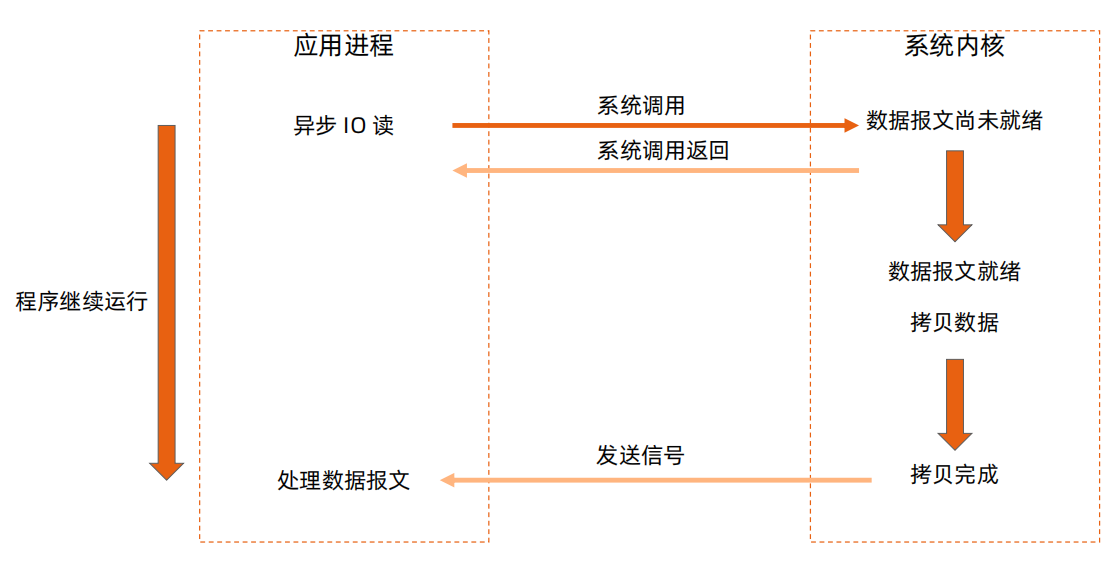 应用进程
系统内核
异步 IO 读
系统调用
数据报文尚未就绪
系统调用返回
数据报文就绪
程序继续运行
拷贝数据
发送信号
处理数据报文
拷贝完成